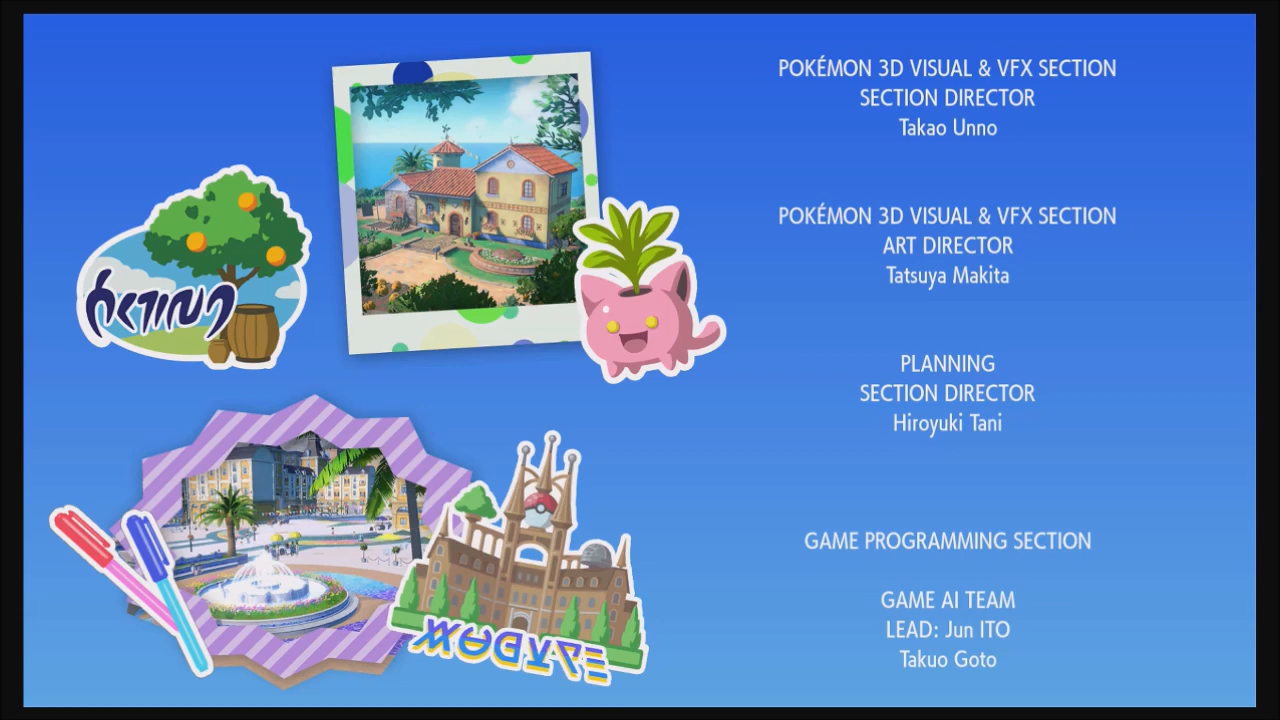 POKÉMON 3D VISUAL & VFX SECTION
SECTION DIRECTOR
Takao Unno
POKÉMON 3D VISUAL & VFX SECTION
ART DIRECTOR
Tatsuya Makita
PLANNING
SECTION DIRECTOR
Hiroyuki Tani
GAME PROGRAMMING SECTION
GAME AI TEAM
LEAD: Jun ITO
Takuo Goto